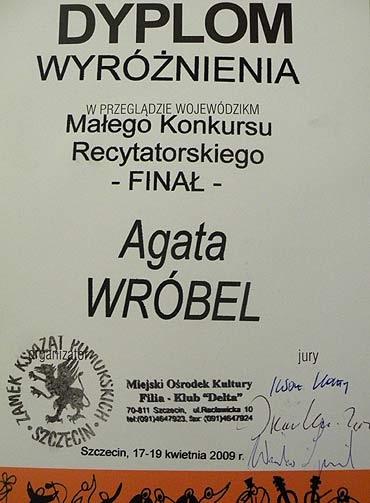 DYPLOM
WYRÓŻNIENIA
W PRZEGLĄDZIE WOJEWÓDZIKM
Małego Konkursu
Recytatorskiego
- FINAŁ -
Agata
WRÓBEL
organizator
jury
ZAMEK KSIĄŻĄT POMORSKICH
· SZCZECIN ·
Miejski Ośrodek Kultury
Filia - Klub "Delta"
70-811 Szczecin, ul.Racławicka 10
tel:(091)4647923, fax: (091)4647924
Szczecin, 17-19 kwietnia 2009 r.